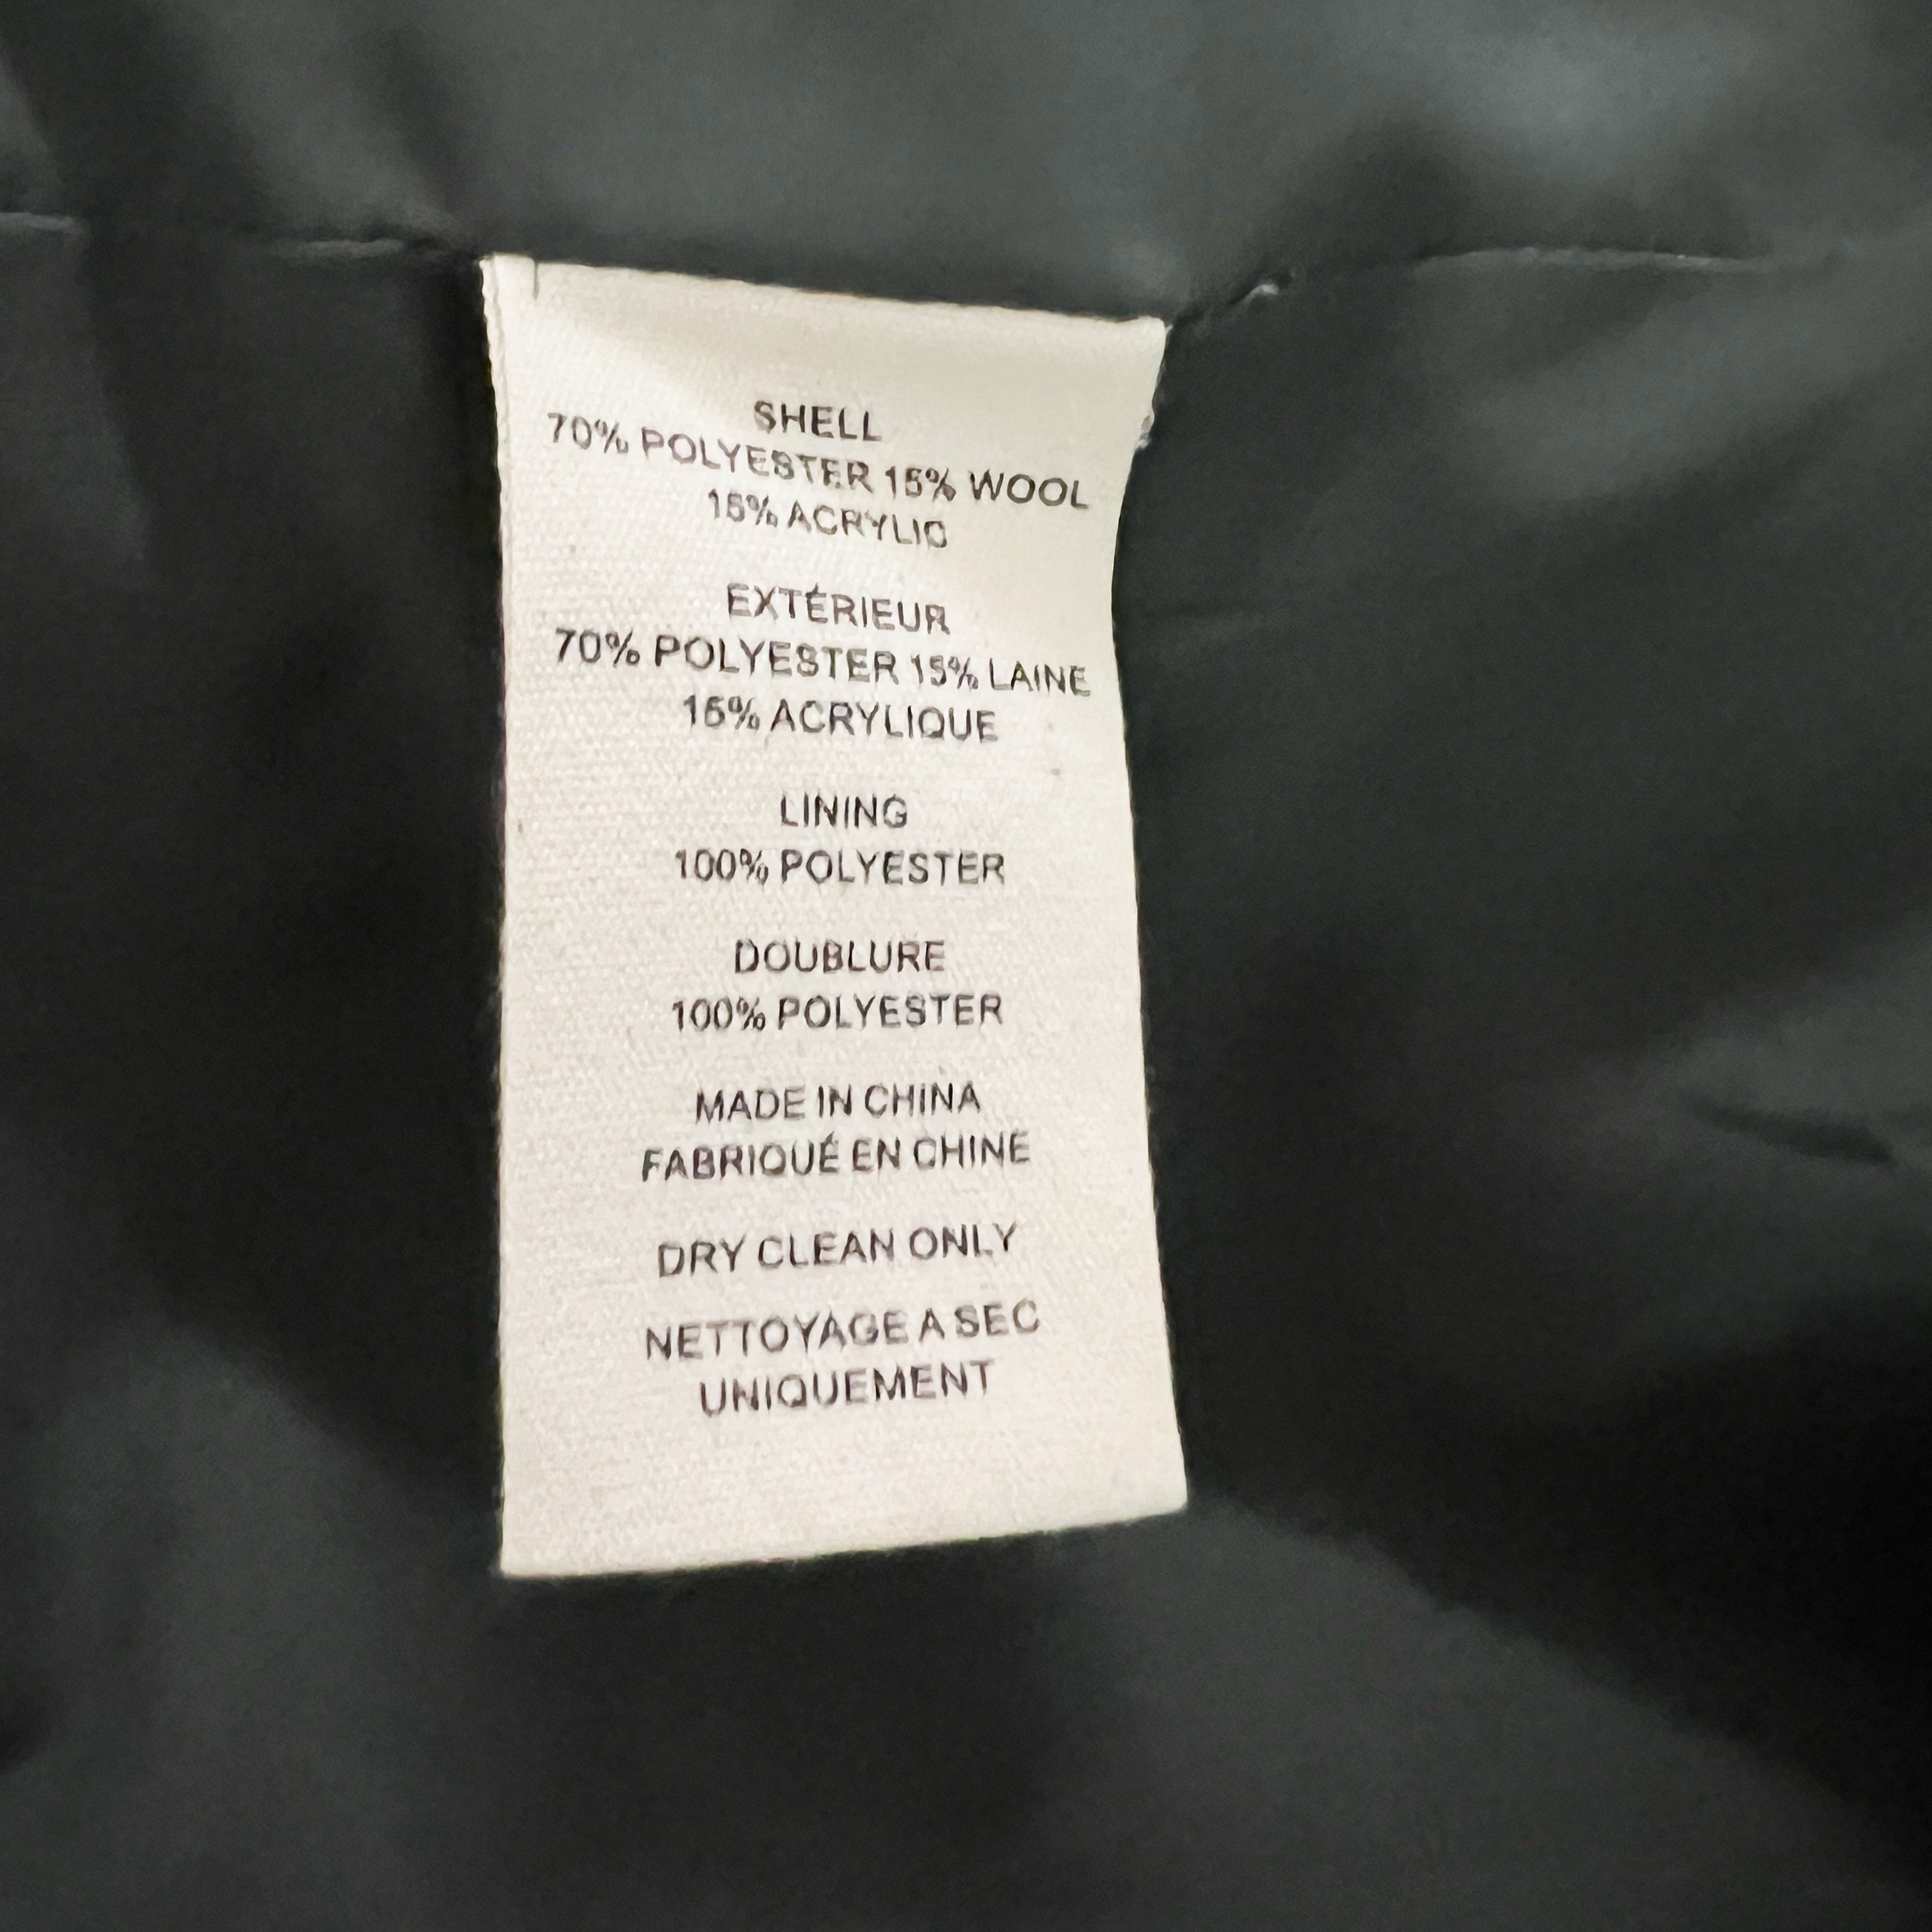 SHELL
70% POLYESTER 15% WOOL
15% ACRYLIC
EXTÉRIEUR
70% POLYESTER 15% LAINE
15% ACRYLIQUE
LINING
100% POLYESTER
DOUBLURE
100% POLYESTER
MADE IN CHINA
FABRIQUÉ EN CHINE
DRY CLEAN ONLY
NETTOYAGE A SEC
UNIQUEMENT